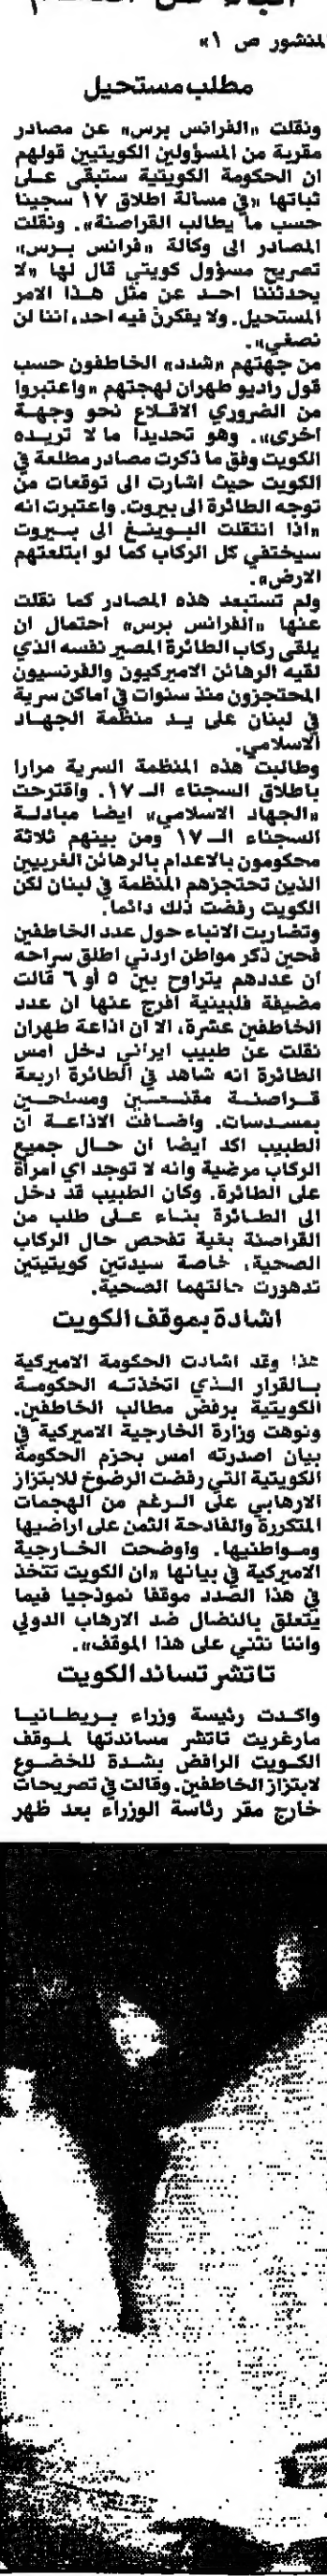 المنشور ص ١»
مطلب مستحيل
ونقلت «الفرانس برس» عن مصادر
مقربة من المسؤولين الكويتيين قولهم
ان الحكومة الكويتية ستبقى على
ثباتها «في مسألة اطلاق ١٧ سجينا
حسب ما يطالب القراصنة». ونقلت
المصادر الى وكالة «فرانس برس»،
تصريح مسؤول كويتي قال لها «لا
يحدثننا احد عن مثل هذا الامر
المستحيل. ولا يفكرن فيه احد، اننا لن
نصغي».
من جهتهم «شدد» الخاطفون حسب
قول راديو طهران لهجتهم «واعتبروا
من الضروري الاقلاع نحو وجهة
اخرى». وهو تحديدا ما لا تريده
الكويت وفق ما ذكرت مصادر مطلعة في
الكويت حيث اشارت الى توقعات من
توجه الطائرة الى بيروت. واعتبرت انه
«اذا انتقلت البوينغ الى بيروت
سيختفي كل الركاب كما لو ابتلعتهم
الارض».
ولم تستبعد هذه المصادر كما نقلت
عنها «الفرانس برس» احتمال ان
يلقى ركاب الطائرة المصير نفسه الذي
لقيه الرهائن الاميركيون والفرنسيون
المحتجزون منذ سنوات في اماكن سرية
في لبنان على يد منظمة الجهاد
الاسلامي.
وطالبت هذه المنظمة السرية مرارا
باطلاق السجناء الـ ١٧. واقترحت
«الجهاد الاسلامي» ايضا مبادلة
السجناء الـ ١٧ ومن بينهم ثلاثة
محكومون بالاعدام بالرهائن الغربيين
الذين تحتجزهم المنظمة في لبنان لكن
الكويت رفضت ذلك دائما.
وتضاربت الانباء حول عدد الخاطفين
فحين ذكر مواطن اردني اطلق سراحه
ان عددهم يتراوح بين ٥ أو ٦ قالت
مضيفة فلبينية افرج عنها ان عدد
الخاطفين عشرة، الا ان اذاعة طهران
نقلت عن طبيب ايراني دخل امس
الطائرة انه شاهد في الطائرة اربعة
قراصنة مقنعين ومسلحين
بمسدسات. واضافت الاذاعة ان
الطبيب اكد ايضا ان حال جميع
الركاب مرضية وانه لا توجد اي امرأة
على الطائرة. وكان الطبيب قد دخل
الى الطائرة بناء على طلب من
القراصنة بغية تفحص حال الركاب
الصحية، خاصة سيدتين كويتيتين
تدهورت حالتهما الصحية.
اشادة بموقف الكويت
هذا وقد اشادت الحكومة الاميركية
بالقرار الذي اتخذته الحكومة
الكويتية برفض مطالب الخاطفين.
ونوهت وزارة الخارجية الاميركية في
بيان اصدرته امس بحزم الحكومة
الكويتية التي رفضت الرضوخ للابتزاز
الارهابي على الرغم من الهجمات
المتكررة والفادحة الثمن على اراضيها
ومواطنيها. واوضحت الخارجية
الاميركية في بيانها «ان الكويت تتخذ
في هذا الصدد موقفا نموذجيا فيما
يتعلق بالنضال ضد الارهاب الدولي
واننا نثني على هذا الموقف».
تاتشر تساند الكويت
واكدت رئيسة وزراء بريطانيا
مارغريت تاتشر مساندتها لموقف
الكويت الرافض بشدة للخضوع
لابتزاز الخاطفين. وقالت في تصريحات
خارج مقر رئاسة الوزراء بعد ظهر